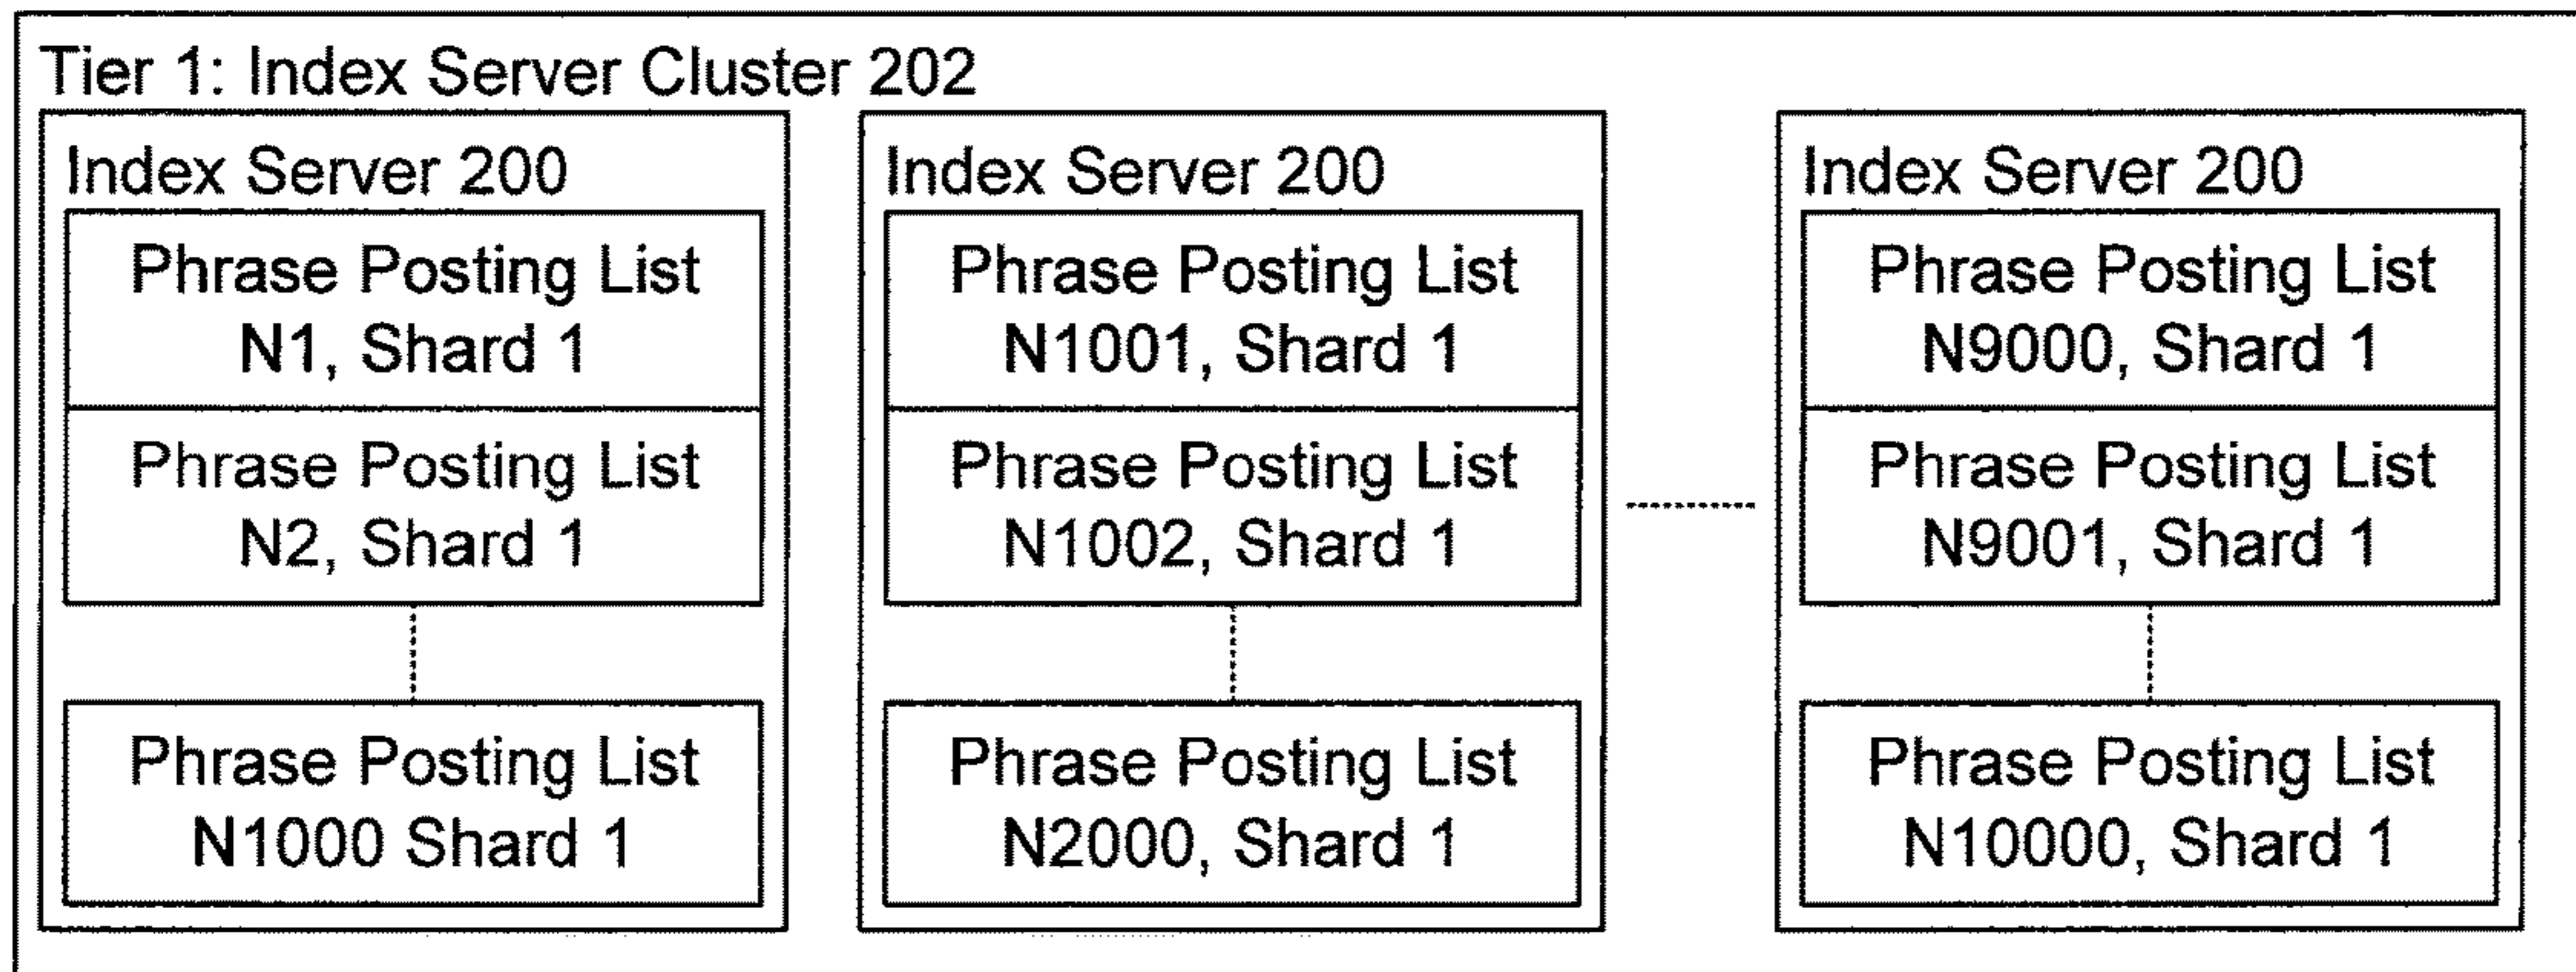 Tier 1: Index Server Cluster 202
Index Server 200
Phrase Posting List
N1, Shard 1
Phrase Posting List
N2, Shard 1
Phrase Posting List
N1000 Shard 1
Index Server 200
Phrase Posting List
N1001, Shard 1
Phrase Posting List
N1002, Shard 1
Phrase Posting List
N2000, Shard 1
Index Server 200
Phrase Posting List
N9000, Shard 1
Phrase Posting List
N9001, Shard 1
Phrase Posting List
N10000, Shard 1